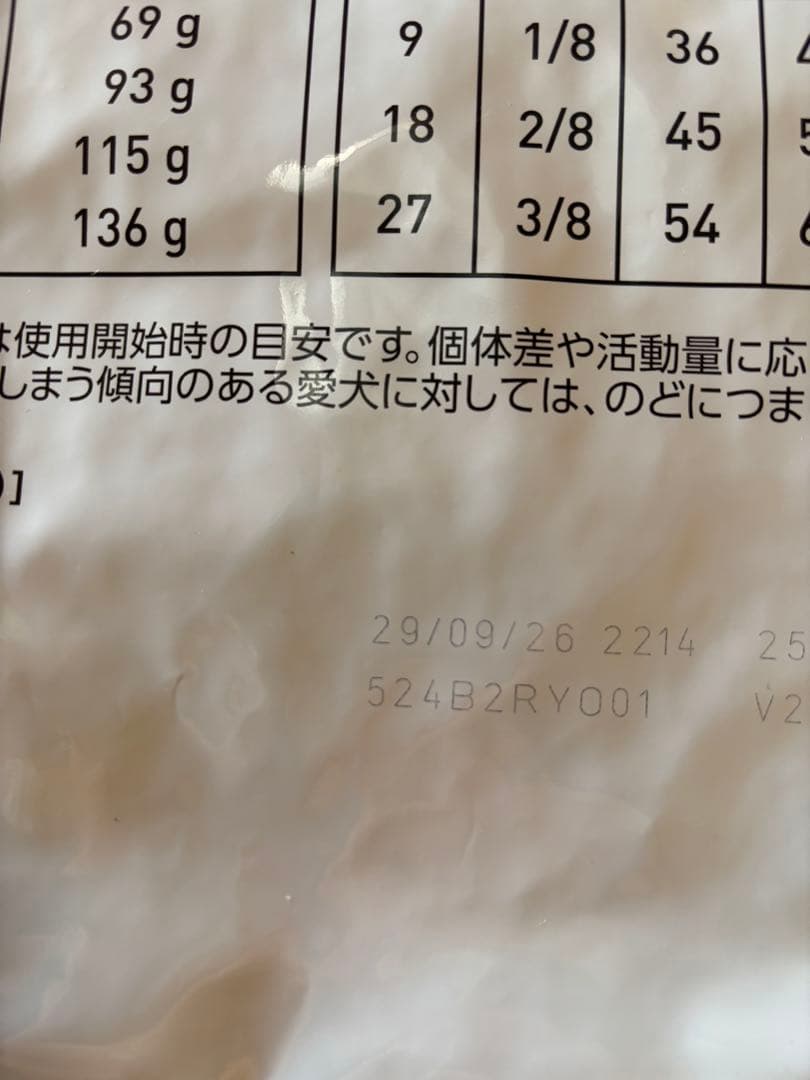 69 g
93 g
115 g
136 g
9 1/8 36
18 2/8 45
27 3/8 54
使用開始時の目安です。個体差や活動量に応
しまう傾向のある愛犬に対しては、のどにつま
)]
29/09/26 2214 25
524B2RY001 V2